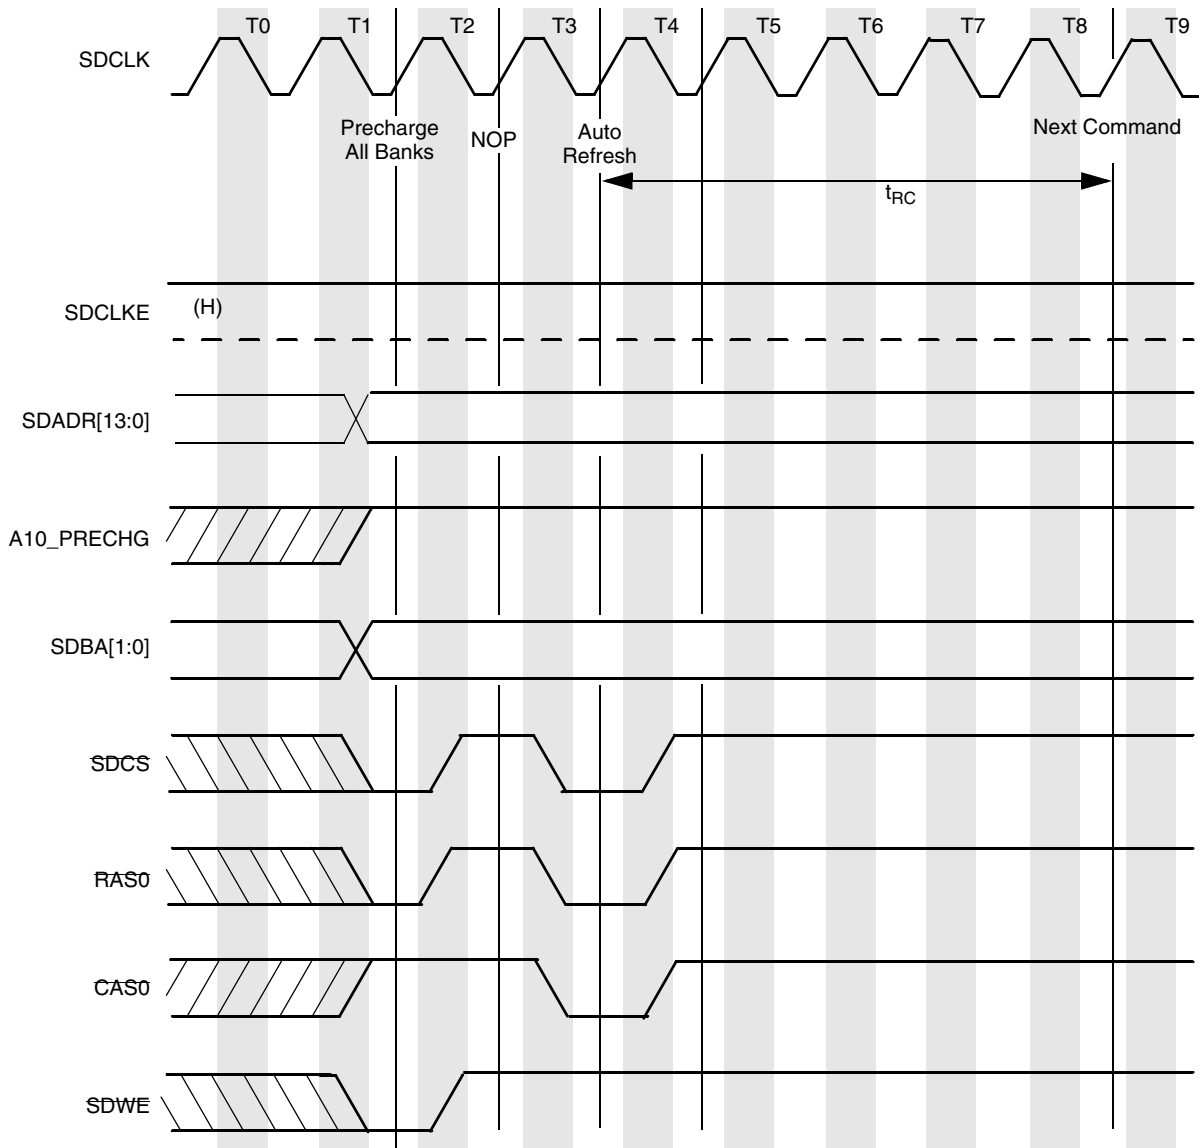 T0 T1 T2 T3 T4 T5 T6 T7 T8 T9
SDCLK
Precharge
All Banks
NOP
Auto
Refresh
Next Command
tRC
SDCLKE
(H)
SDADR[13:0]
A10_PRECHG
SDBA[1:0]
SDCS
RAS0
CAS0
SDWE